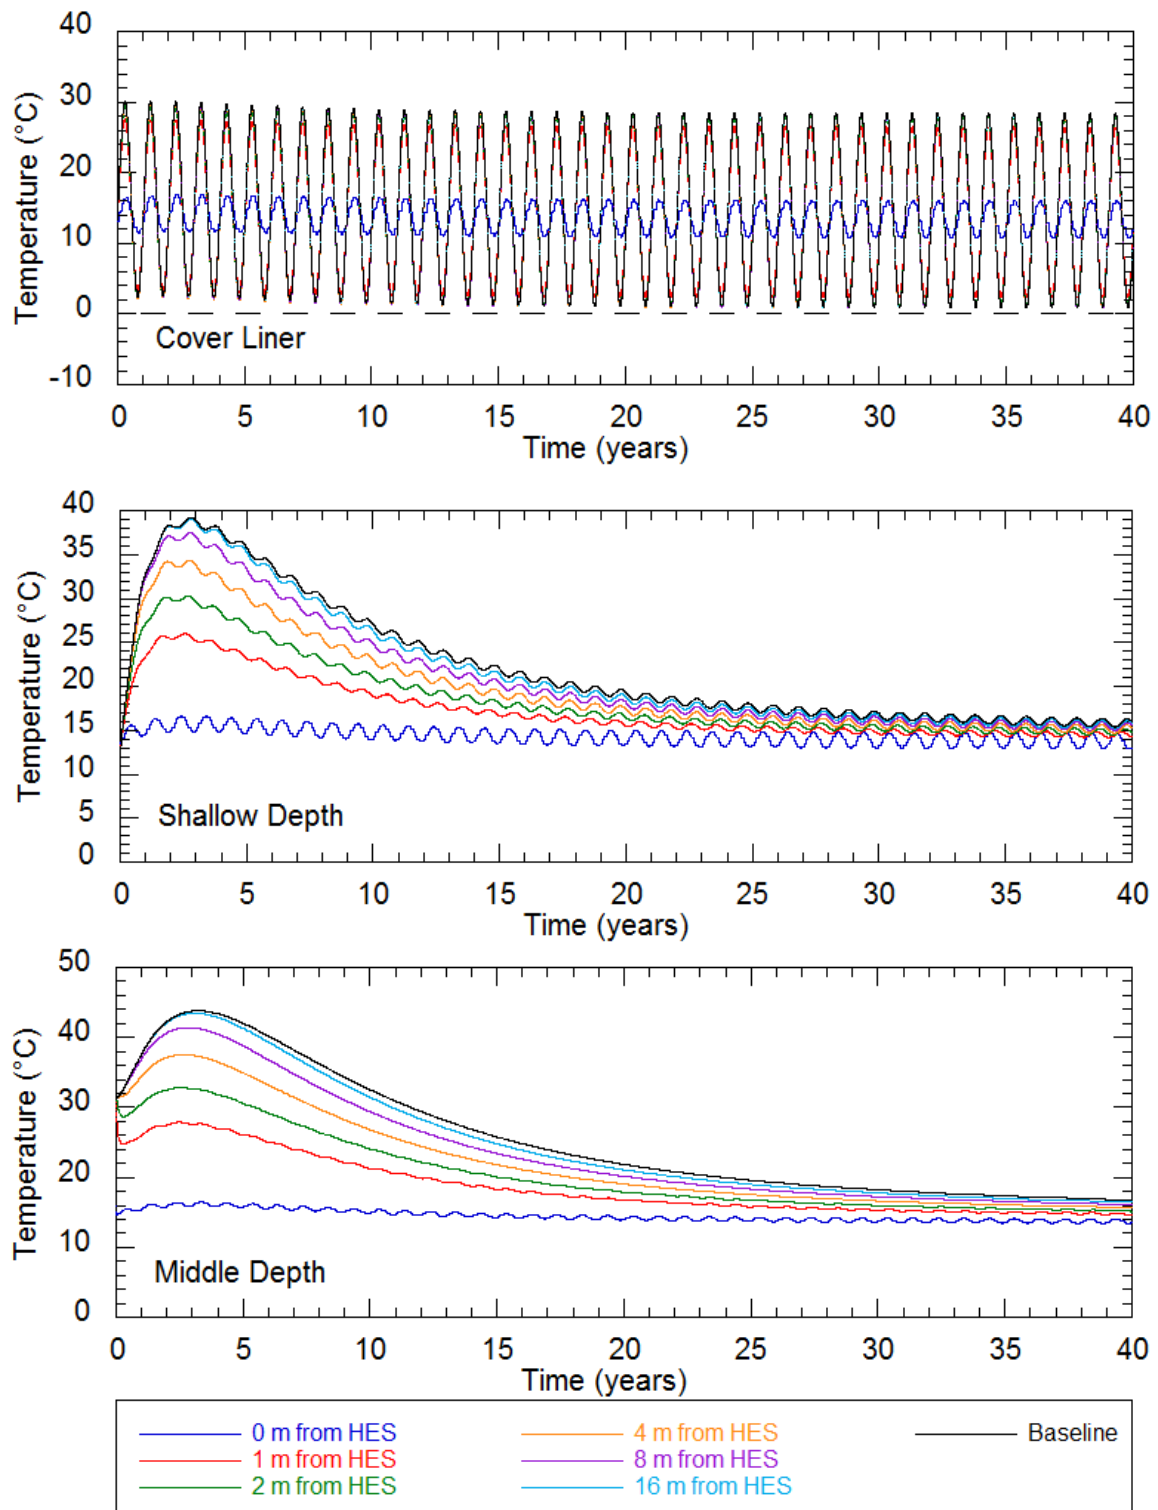 40
30
20
10
0
-10
Temperature (°C)
Cover Liner
0 5 10 15 20 25 30 35 40
Time (years)
40
35
30
25
20
15
10
5
0
Temperature (°C)
Shallow Depth
0 5 10 15 20 25 30 35 40
Time (years)
50
40
30
20
10
0
Temperature (°C)
Middle Depth
0 5 10 15 20 25 30 35 40
Time (years)
0 m from HES 4 m from HES Baseline
1 m from HES 8 m from HES
2 m from HES 16 m from HES